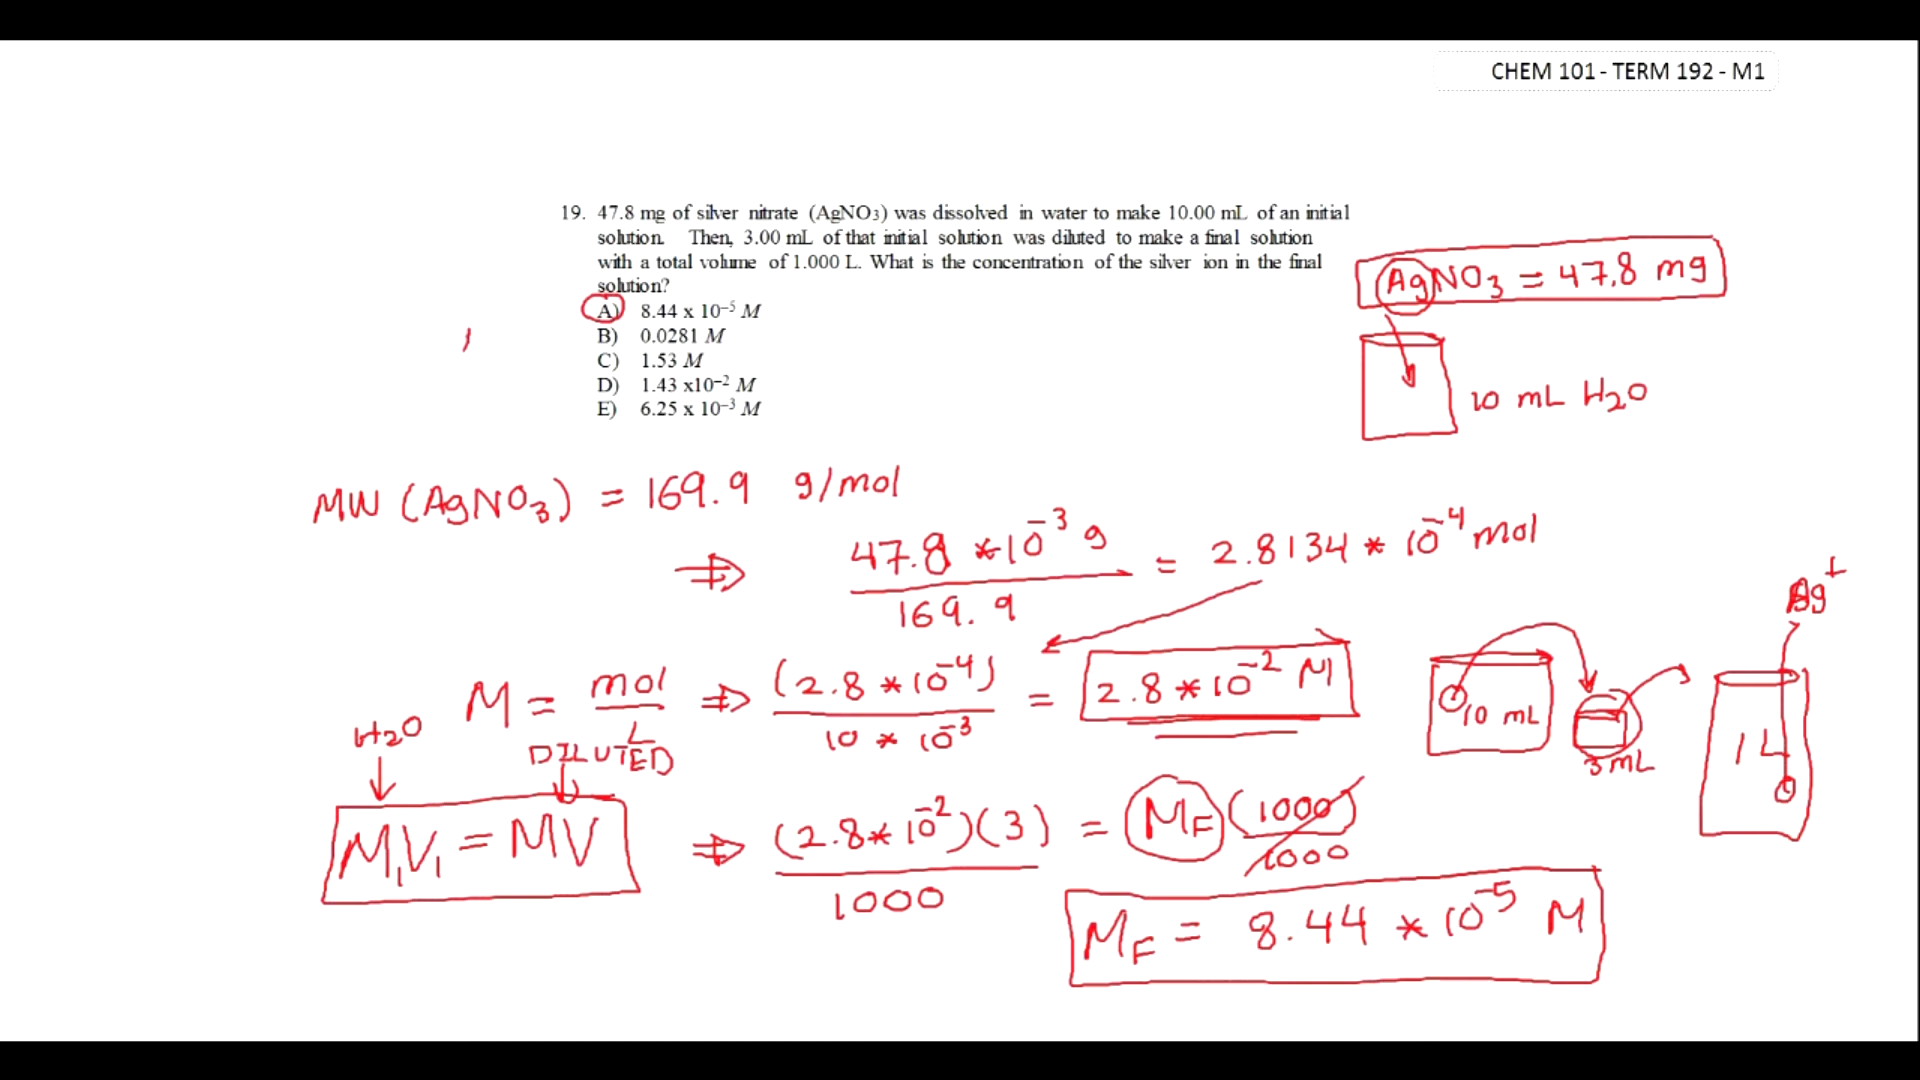 CHEM 101 - TERM 192 - M1
19. 47.8 mg of silver nitrate (AgNO3) was dissolved in water to make 10.00 mL of an initial
solution. Then, 3.00 mL of that initial solution was diluted to make a final solution
with a total volume of 1.000 L. What is the concentration of the silver ion in the final
solution?
A) 8.44 x 10⁻⁵ M
B) 0.0281 M
C) 1.53 M
D) 1.43 x10⁻² M
E) 6.25 x 10⁻³ M
AgNO3 = 47.8 mg
10 mL H2O
MW (AgNO3) = 169.9 g/mol
⇒ 47.8 * 10⁻³ g / 169.9 = 2.8134 * 10⁻⁴ mol
M = mol / L ⇒ (2.8 * 10⁻⁴) / 10 * 10⁻³ = 2.8 * 10⁻² M
H2O
DILUTED
M1V1 = MV ⇒ (2.8 * 10⁻²)(3) / 1000 = MF (1000) / 1000
MF = 8.44 * 10⁻⁵ M
10 mL
3 mL
1L
Ag⁺